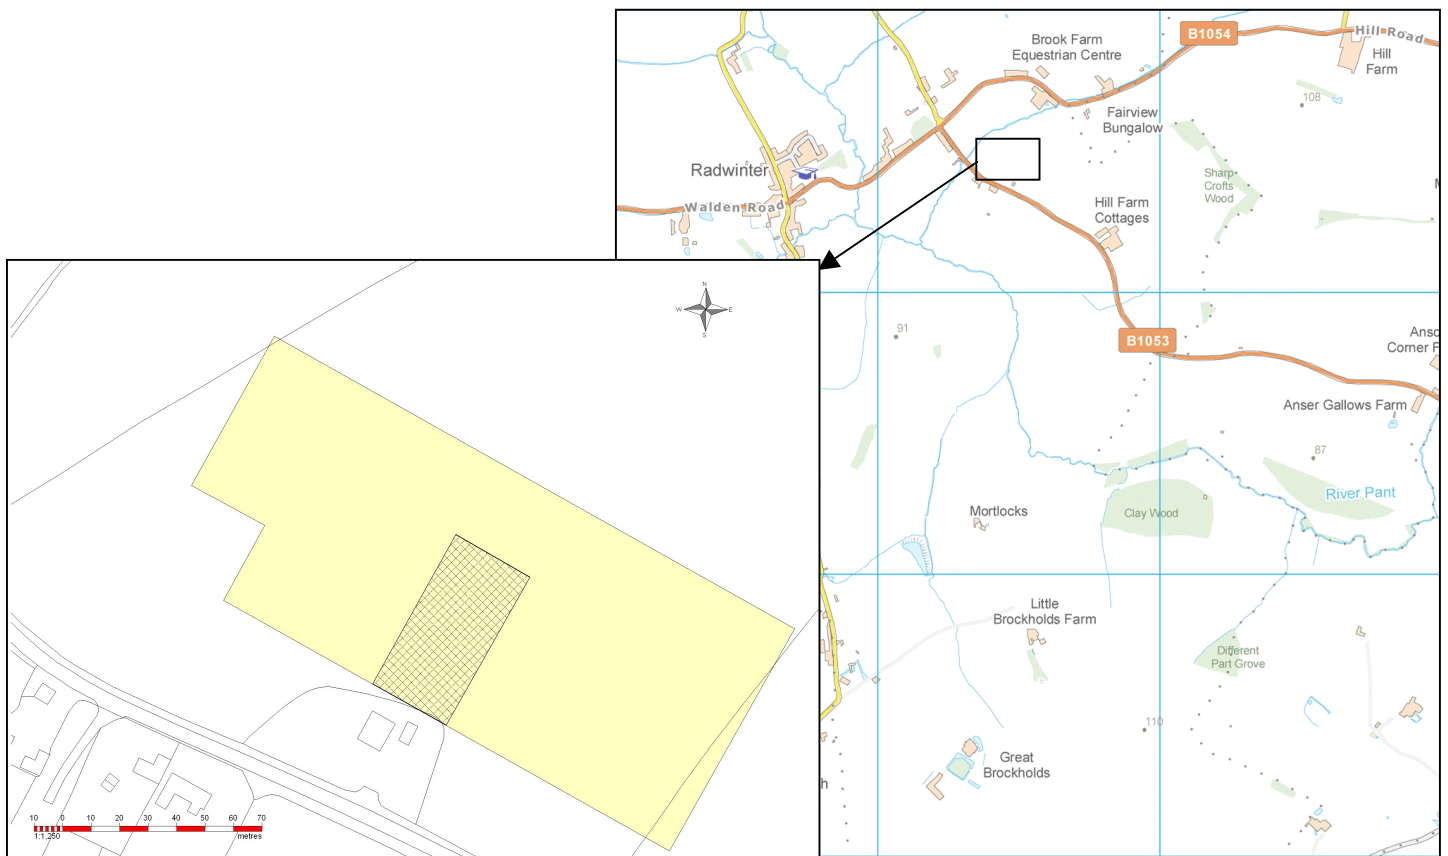 B1054
Hill Road
Hill
Farm
Brook Farm
Equestrian Centre
108
Fairview
Bungalow
Radwinter
Sharp
Crofts
Wood
Walden Road
Hill Farm
Cottages
N
W E
S
91
B1053
Anso
Corner F
Anser Gallows Farm
87
River Pant
Mortlocks
Clay Wood
Little
Brockholds Farm
Different
Part Grove
110
Great
Brockholds
h
10 0 10 20 30 40 50 60 70
1:1,250 metres